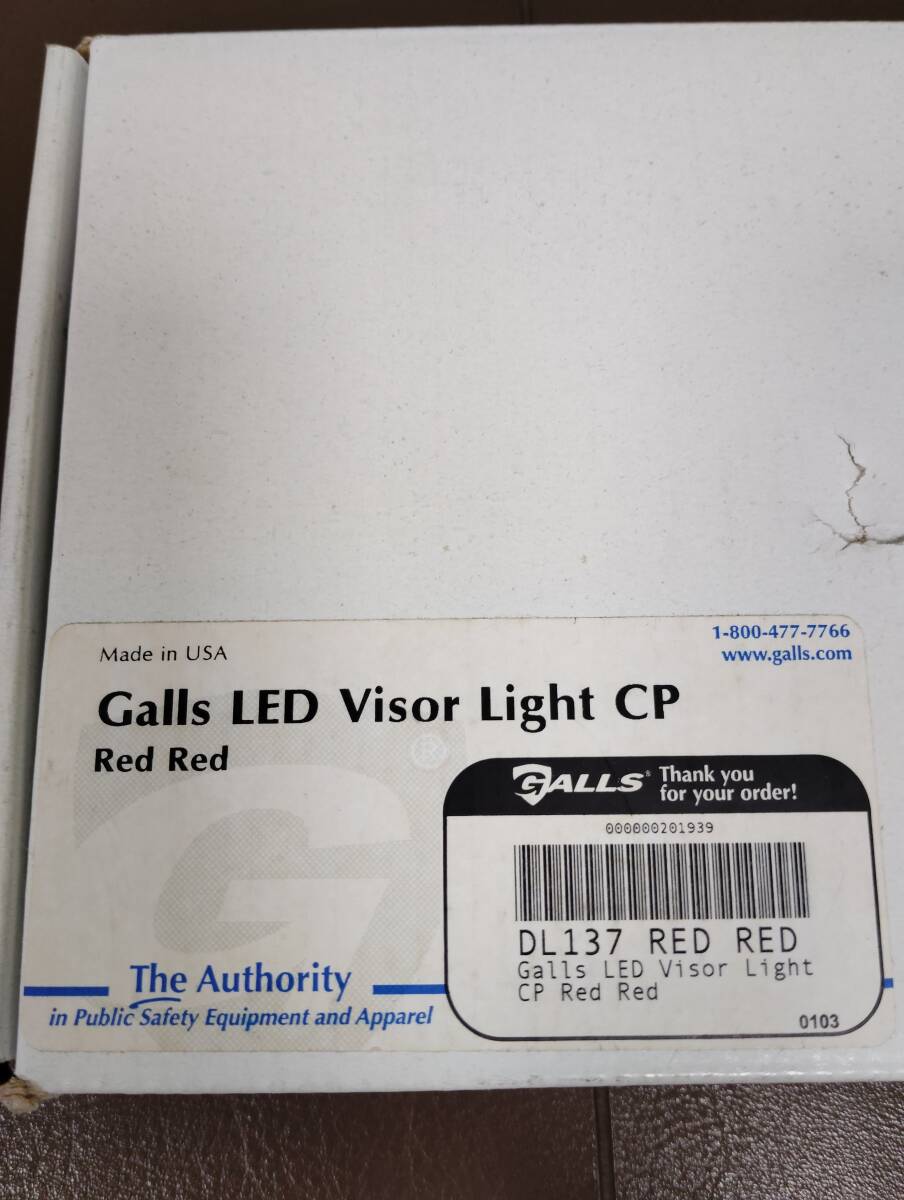 1-800-477-7766
www.galls.com
Made in USA
Galls LED Visor Light CP
Red Red
®
GALLS® Thank you
for your order!
000000201939
DL137 RED RED
Galls LED Visor Light
CP Red Red
0103
The Authority
in Public Safety Equipment and Apparel